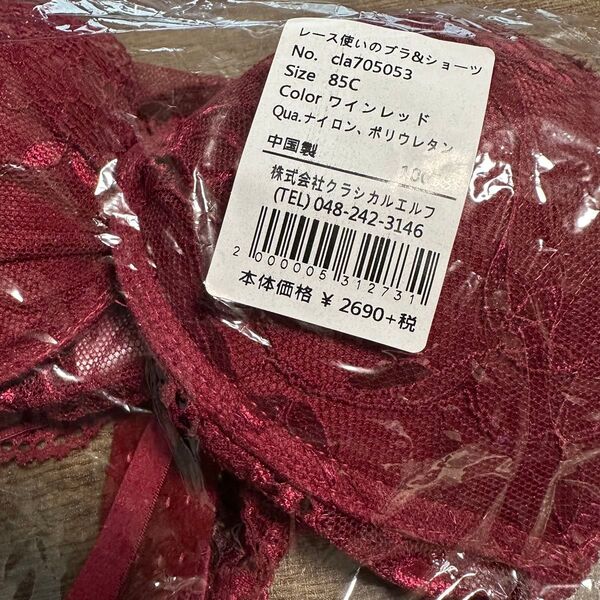 レース使いのブラ&ショーツ
No. cla705053
Size 85C
Color ワインレッド
Qua.ナイロン、ポリウレタン
中国製
株式会社クラシカルエルフ
(TEL) 048-242-3146
2 000005 312731
本体価格 ¥ 2690+税